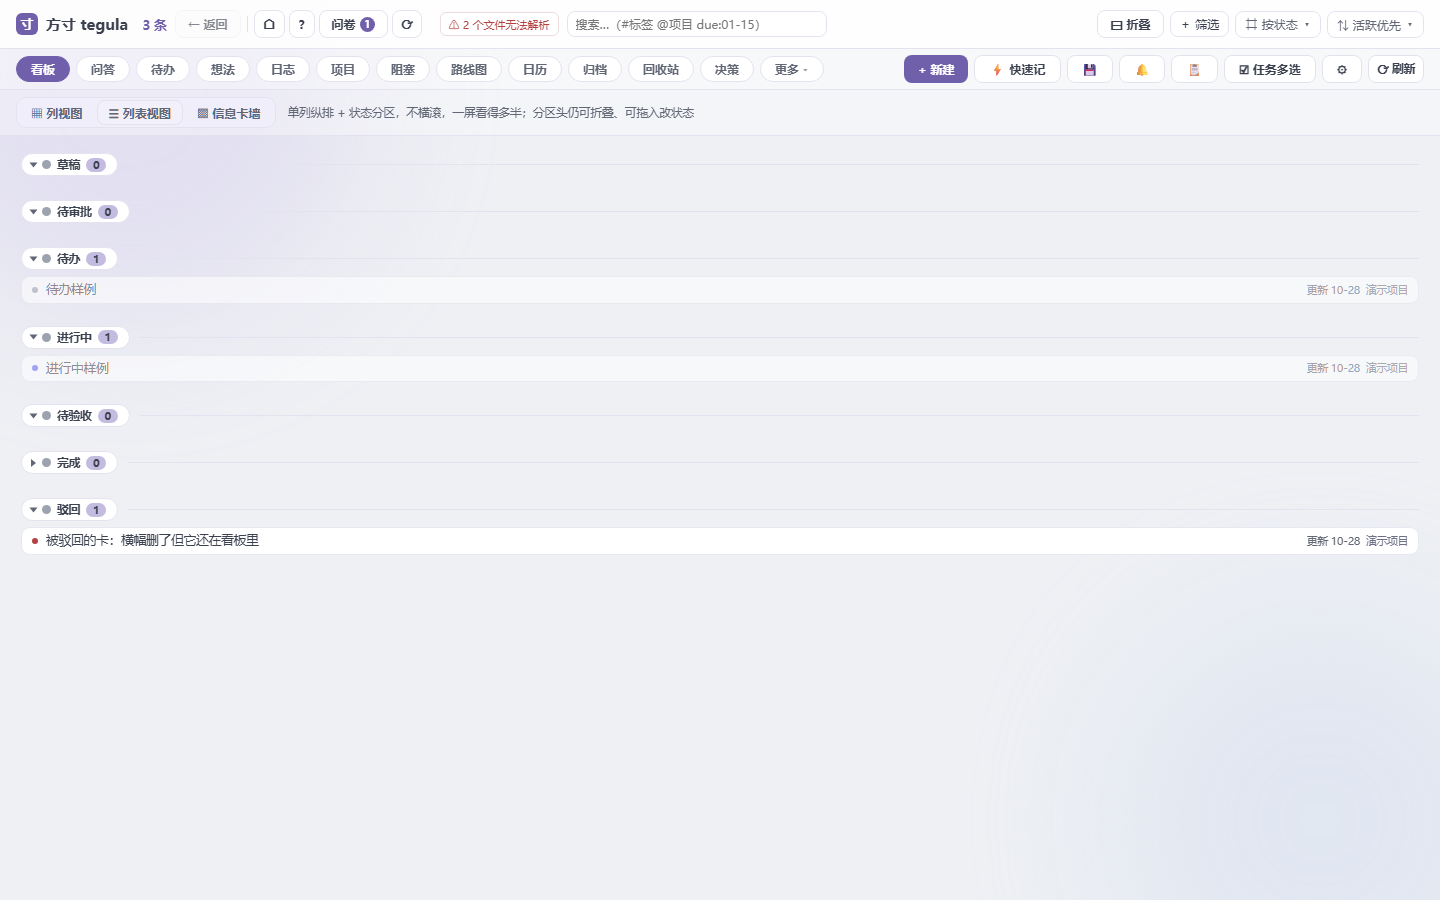 寸 方寸 tegula 3 条 ← 返回 ? 问卷 1 ⚠ 2 个文件无法解析 搜索... (#标签 @项目 due:01-15) 折叠 + 筛选 按状态 活跃优先
看板 问答 待办 想法 日志 项目 阻塞 路线图 日历 归档 回收站 决策 更多 + 新建 快速记 任务多选 刷新
列视图 列表视图 信息卡墙 单列纵排 + 状态分区，不横滚，一屏看得多半；分区头仍可折叠、可拖入改状态
草稿 0
待审批 0
待办 1
待办样例 更新 10-28 演示项目
进行中 1
进行中样例 更新 10-28 演示项目
待验收 0
完成 0
驳回 1
被驳回的卡：横幅删了但它还在看板里 更新 10-28 演示项目